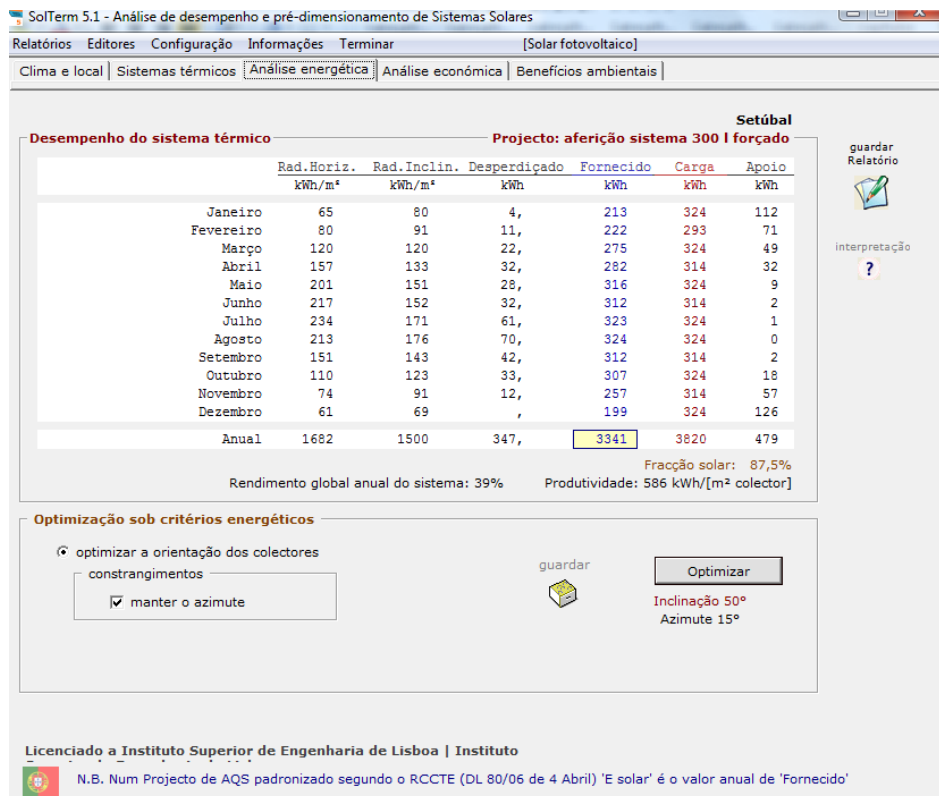 SolTerm 5.1 - Análise de desempenho e pré-dimensionamento de Sistemas Solares
Relatórios Editores Configuração Informações Terminar [Solar fotovoltaico]
Clima e local Sistemas térmicos Análise energética Análise económica Benefícios ambientais
Setúbal
Desempenho do sistema térmico Projecto: aferição sistema 300 l forçado
guardar
Relatório
Rad.Horiz. Rad.Inclin. Desperdiçado Fornecido Carga Apoio
kWh/m² kWh/m² kWh kWh kWh kWh
Janeiro 65 80 4, 213 324 112
Fevereiro 80 91 11, 222 293 71
Março 120 120 22, 275 324 49
interpretação
Abril 157 133 32, 282 314 32
?
Maio 201 151 28, 316 324 9
Junho 217 152 32, 312 314 2
Julho 234 171 61, 323 324 1
Agosto 213 176 70, 324 324 0
Setembro 151 143 42, 312 314 2
Outubro 110 123 33, 307 324 18
Novembro 74 91 12, 257 314 57
Dezembro 61 69 , 199 324 126
Anual 1682 1500 347, 3341 3820 479
Fracção solar: 87,5%
Rendimento global anual do sistema: 39% Produtividade: 586 kWh/[m² colector]
Optimização sob critérios energéticos
optimizar a orientação dos colectores
constrangimentos
manter o azimute
guardar
Optimizar
Inclinação 50º
Azimute 15º
Licenciado a Instituto Superior de Engenharia de Lisboa | Instituto
N.B. Num Projecto de AQS padronizado segundo o RCCTE (DL 80/06 de 4 Abril) 'E solar' é o valor anual de 'Fornecido'